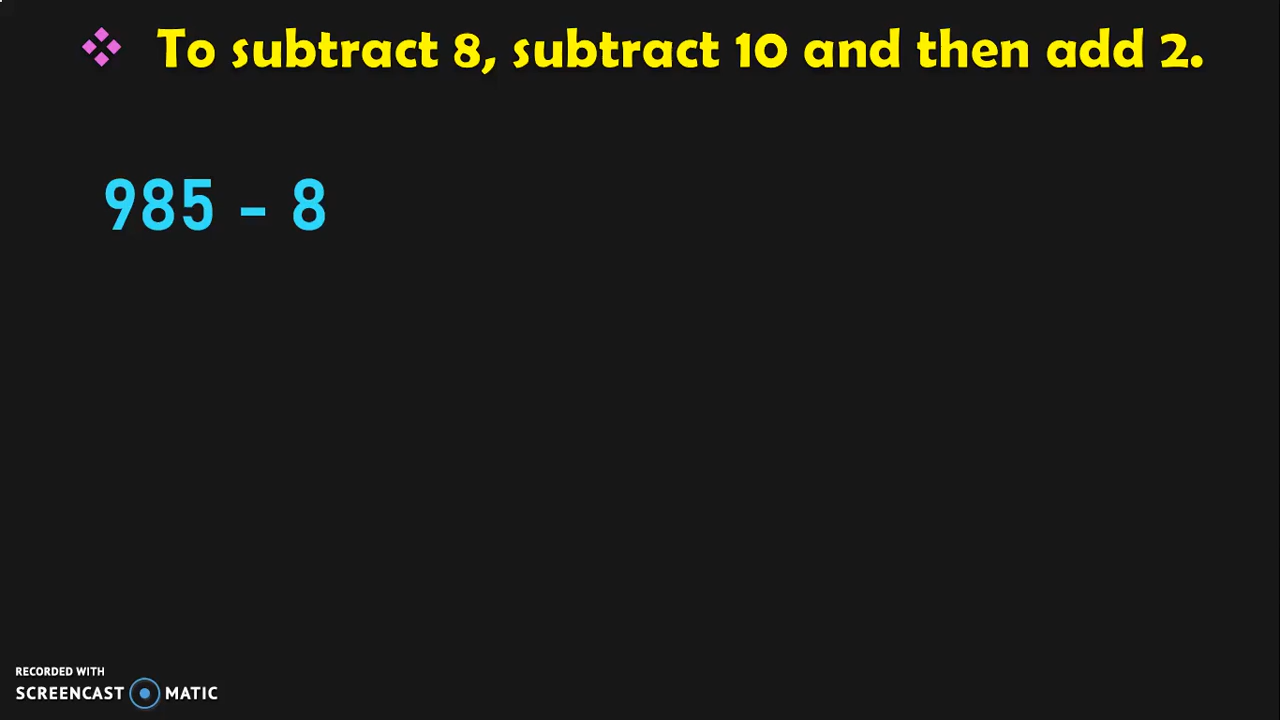 To subtract 8, subtract 10 and then add 2.
985 - 8
RECORDED WITH
SCREENCAST MATIC